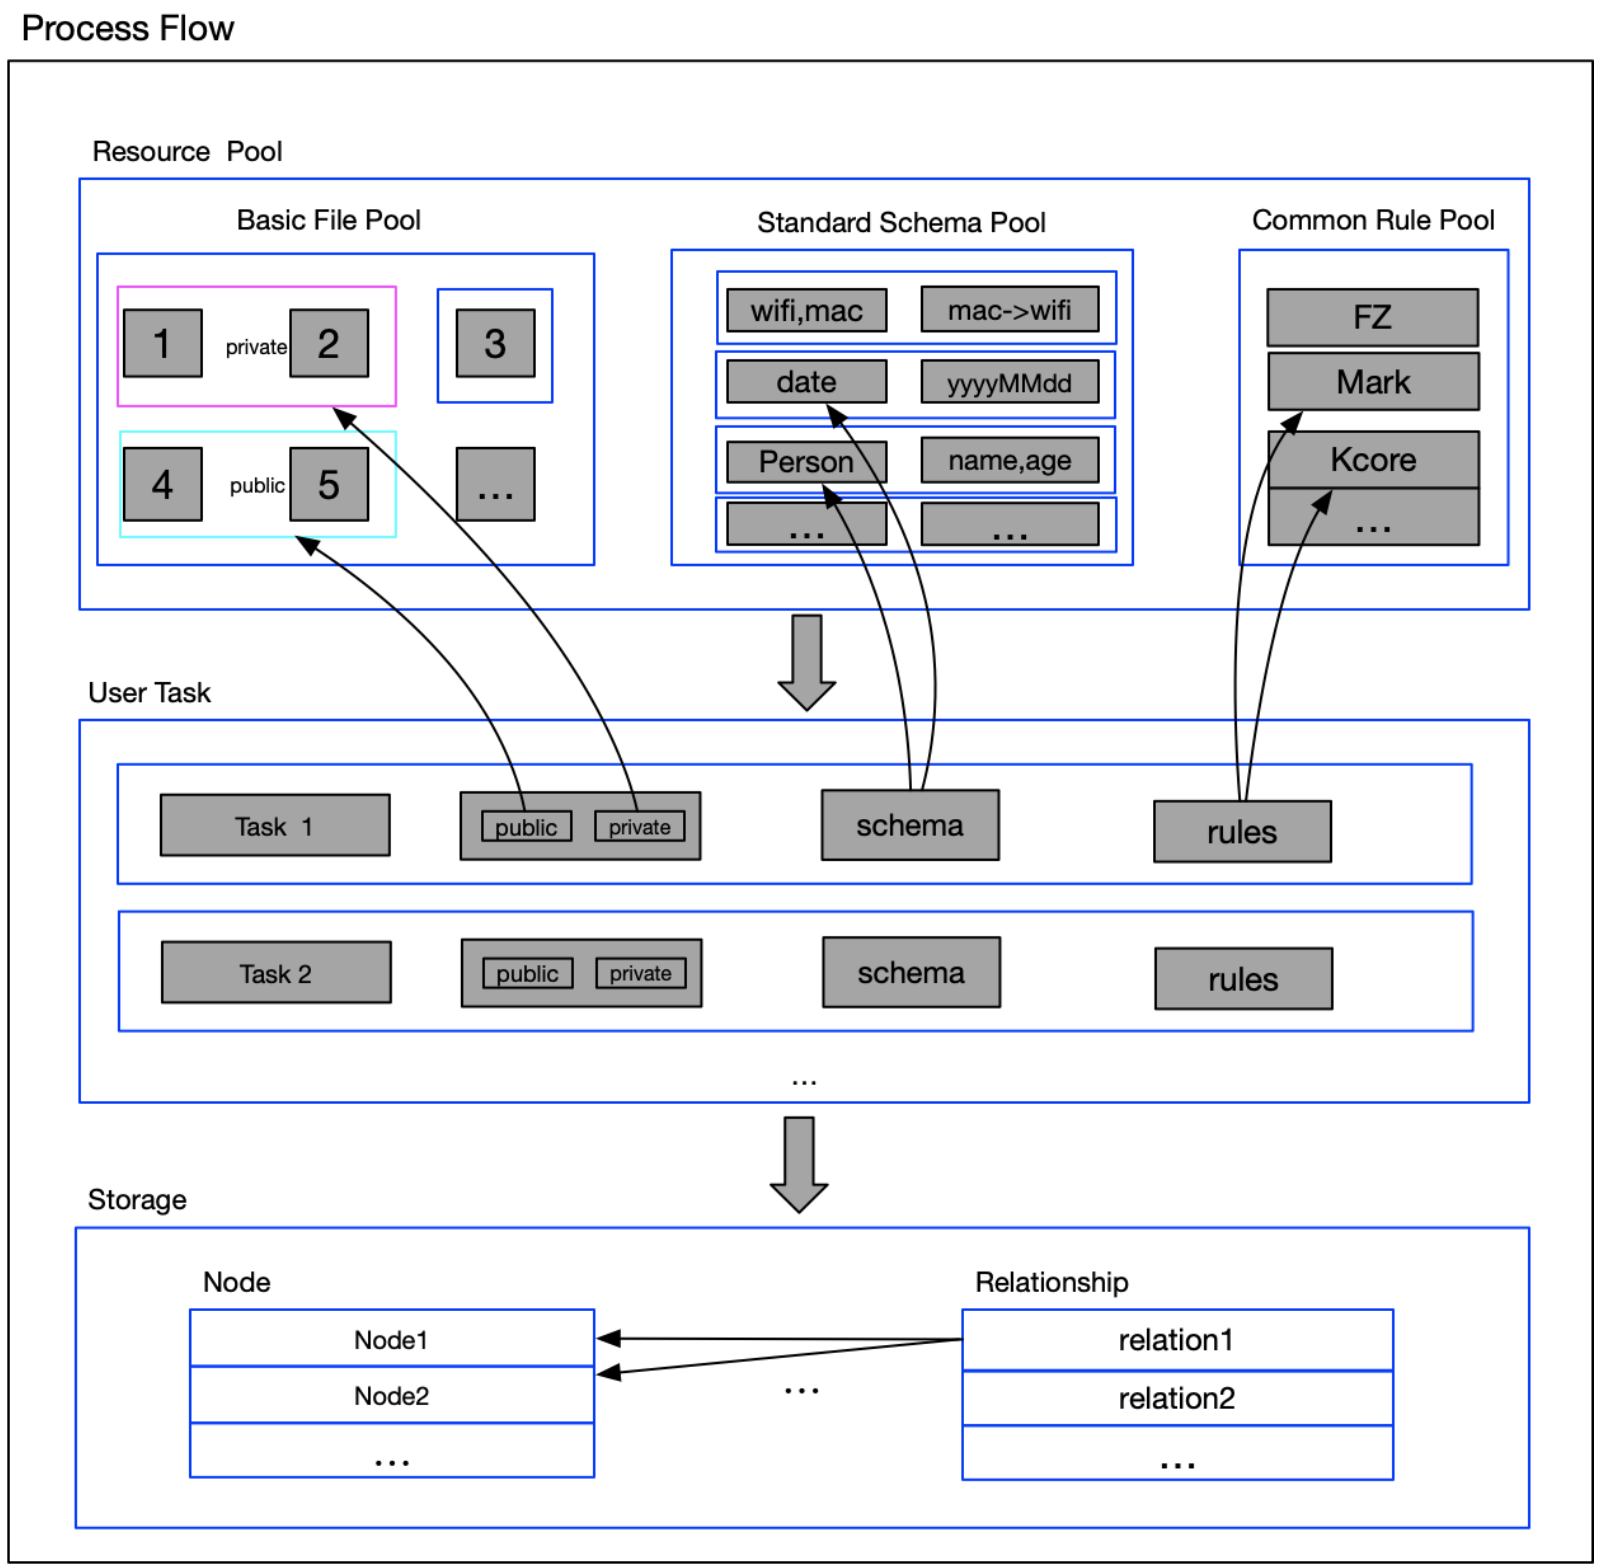 Process Flow
Resource Pool
Basic File Pool
Standard Schema Pool
Common Rule Pool
1
private
2
3
4
public
5
...
wifi,mac
mac->wifi
date
yyyyMMdd
Person
name,age
...
...
FZ
Mark
Kcore
...
User Task
Task 1
public
private
schema
rules
Task 2
public
private
schema
rules
...
Storage
Node
Relationship
Node1
Node2
...
...
relation1
relation2
...